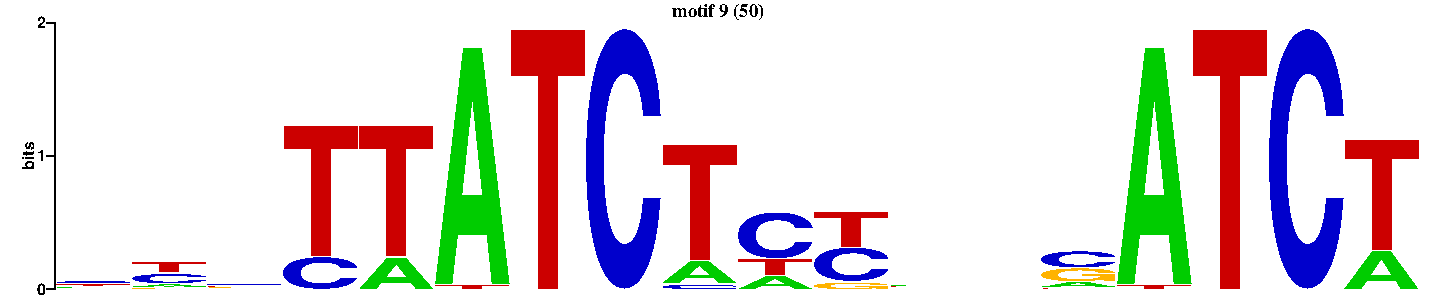 motif 9 (50)
bits
2
1
0
T T A T C T C T C A T C T
C A T A T C G A
C A G